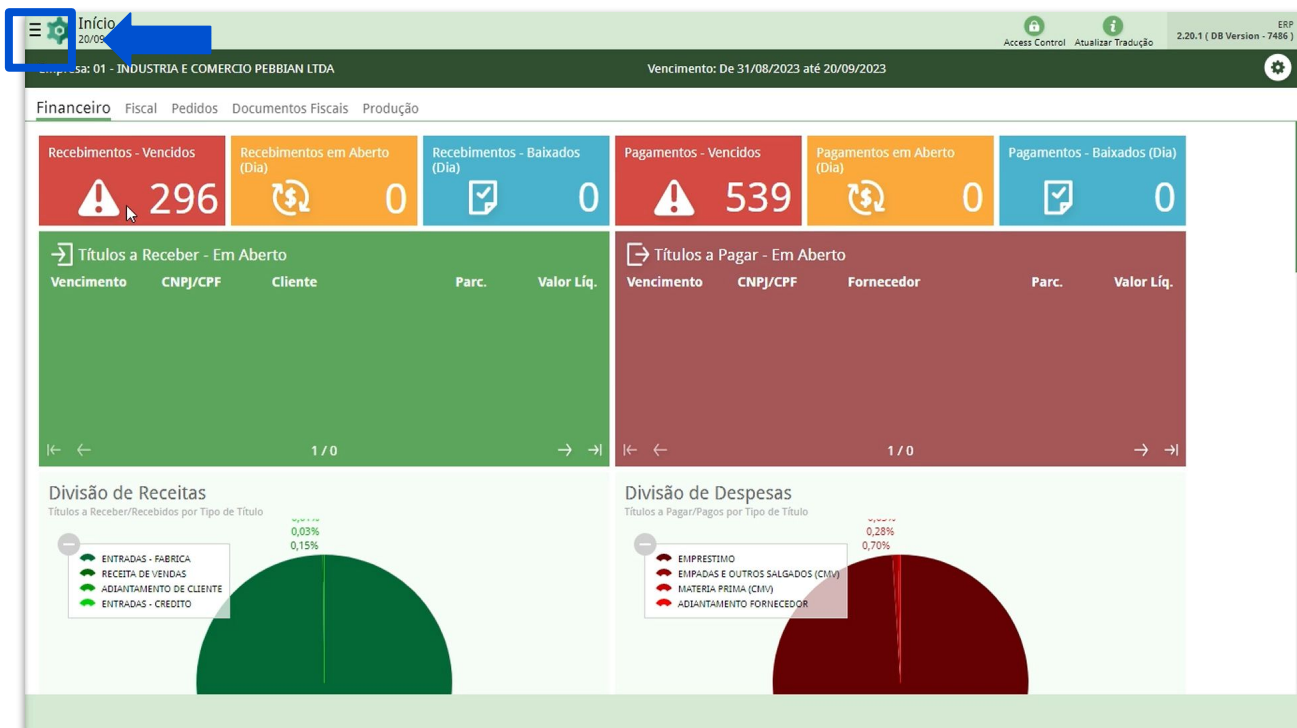 Início
20/09
Access Control
Atualizar Tradução
ERP
2.20.1 ( DB Version - 7486 )
Empresa: 01 - INDUSTRIA E COMERCIO PEBBIAN LTDA
Vencimento: De 31/08/2023 até 20/09/2023
Financeiro Fiscal Pedidos Documentos Fiscais Produção
Recebimentos - Vencidos
296
Recebimentos em Aberto
(Dia)
0
Recebimentos - Baixados
(Dia)
0
Pagamentos - Vencidos
539
Pagamentos em Aberto
(Dia)
0
Pagamentos - Baixados (Dia)
0
Títulos a Receber - Em Aberto
Vencimento CNPJ/CPF Cliente Parc. Valor Líq.
1 / 0
Títulos a Pagar - Em Aberto
Vencimento CNPJ/CPF Fornecedor Parc. Valor Líq.
1 / 0
Divisão de Receitas
Títulos a Receber/Recebidos por Tipo de Título
0,03%
0,15%
ENTRADAS - FABRICA
RECEITA DE VENDAS
ADIANTAMENTO DE CLIENTE
ENTRADAS - CREDITO
Divisão de Despesas
Títulos a Pagar/Pagos por Tipo de Título
0,28%
0,70%
EMPRESTIMO
EMPADAS E OUTROS SALGADOS (CMV)
MATERIA PRIMA (CMV)
ADIANTAMENTO FORNECEDOR